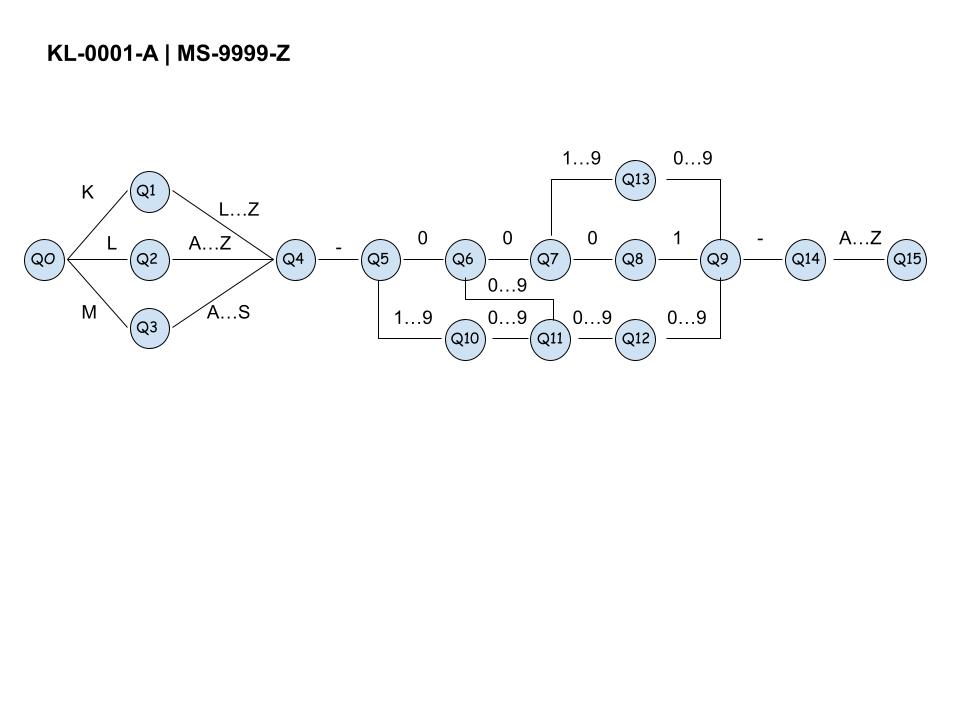 KL-0001-A | MS-9999-Z
1…9 0…9
Q13
K Q1
L…Z
L A…Z - 0 0 0 1 - A…Z
Q0 Q2 Q4 Q5 Q6 Q7 Q8 Q9 Q14 Q15
0…9
M A…S 1…9 0…9 0…9 0…9
Q3 Q10 Q11 Q12